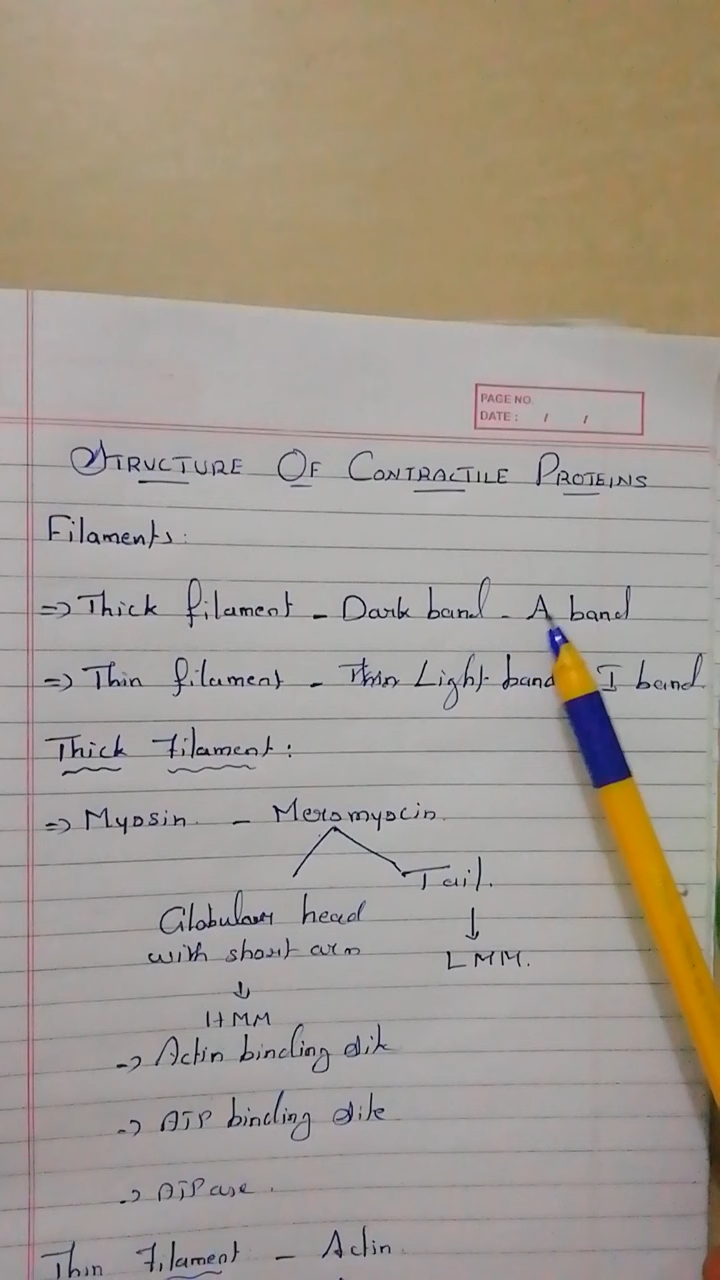 PAGE NO.
DATE : / /
STRUCTURE OF CONTRACTILE PROTEINS
Filaments:
=> Thick filament - Dark band - A band
=> Thin filament - Thin Light band I band
Thick Filament:
=> Myosin - Meromyosin
Tail.
Globular head
with short arm
LMM.
HMM
-> Actin binding site
-> ATP binding site
-> ATPase.
Thin Filament - Actin